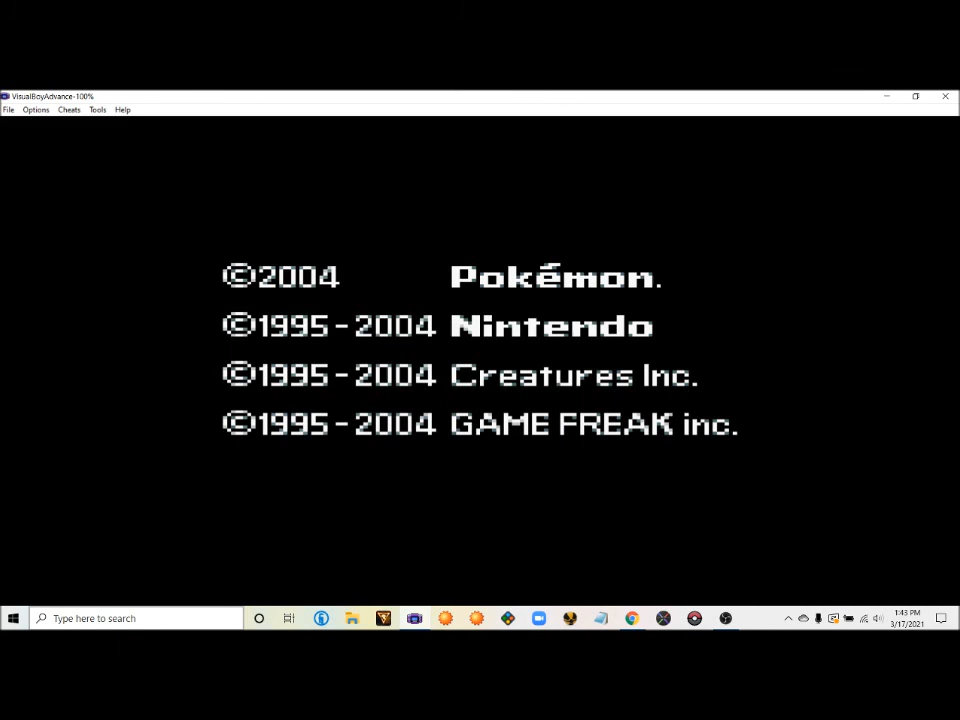 VisualBoyAdvance-100%
File Options Cheats Tools Help
©2004 Pokémon.
©1995-2004 Nintendo
©1995-2004 Creatures Inc.
©1995-2004 GAME FREAK inc.
Type here to search
1:43 PM
3/17/2021